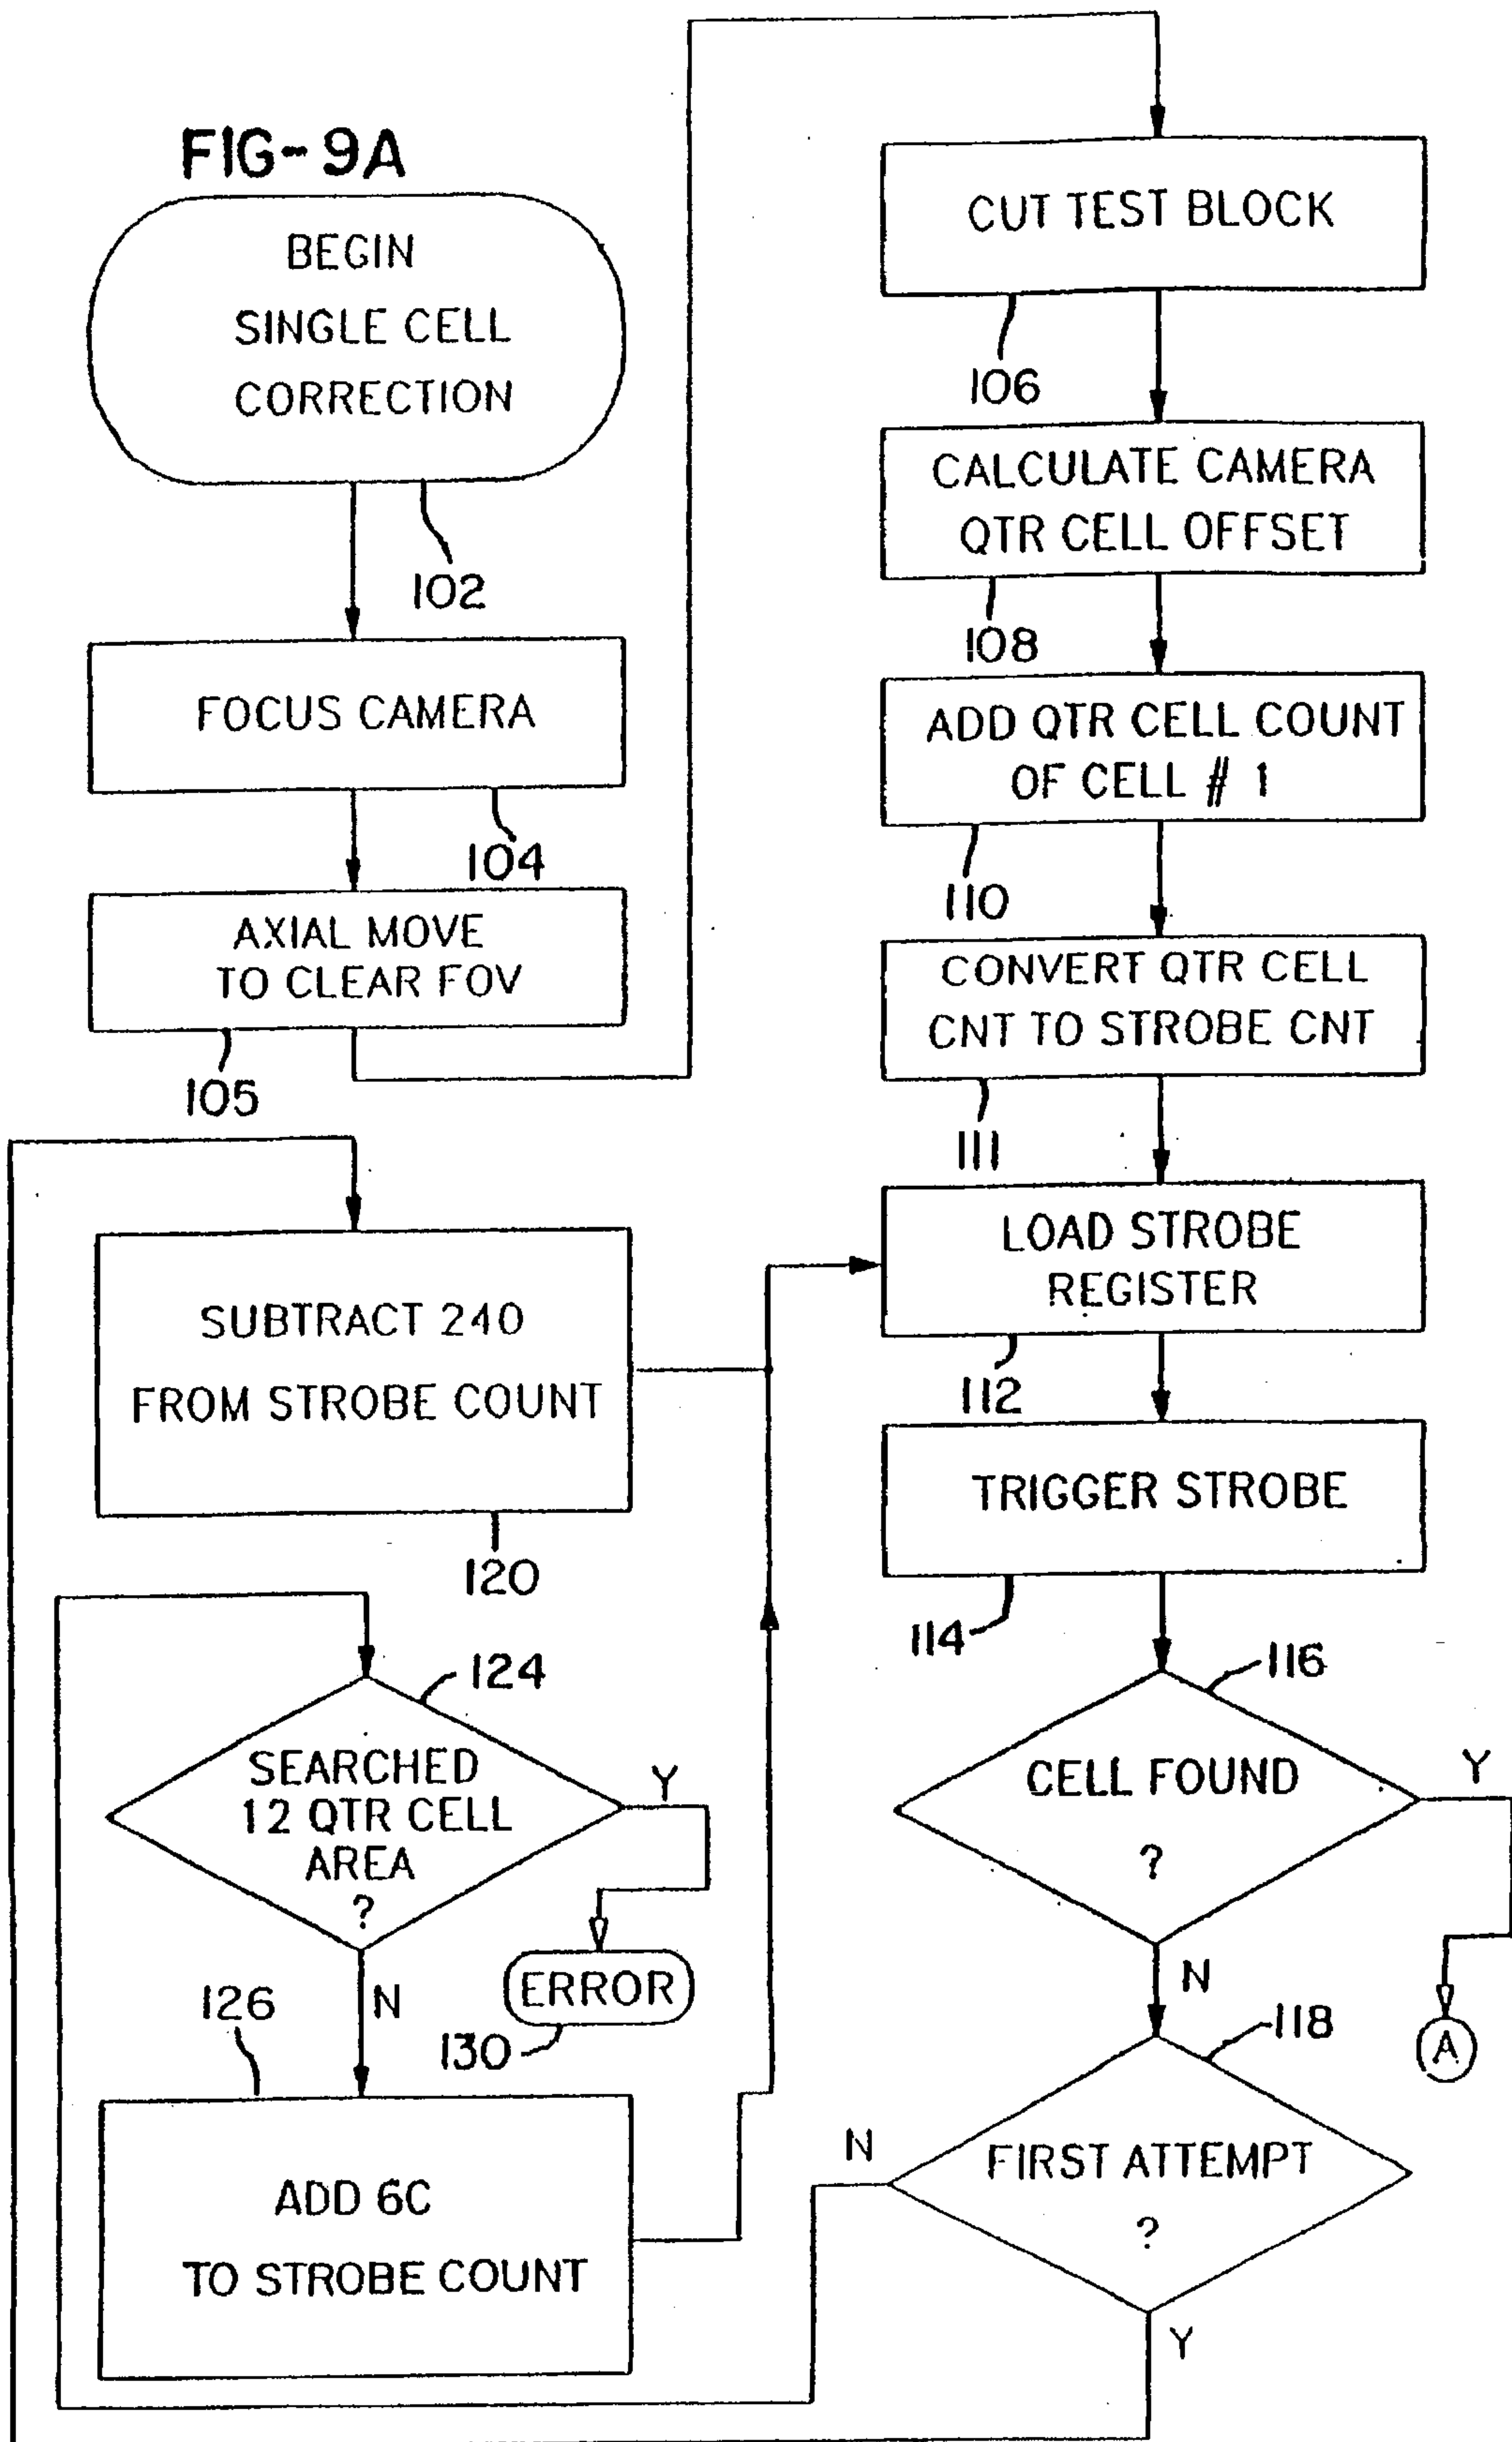 FIG-9A
BEGIN
SINGLE CELL
CORRECTION
102
FOCUS CAMERA
104
AXIAL MOVE
TO CLEAR FOV
105
CUT TEST BLOCK
106
CALCULATE CAMERA
QTR CELL OFFSET
108
ADD QTR CELL COUNT
OF CELL # 1
110
CONVERT QTR CELL
CNT TO STROBE CNT
111
LOAD STROBE
REGISTER
112
TRIGGER STROBE
114
116
CELL FOUND
?
Y
N
A
118
FIRST ATTEMPT
?
N
Y
SUBTRACT 240
FROM STROBE COUNT
120
124
SEARCHED
12 QTR CELL
AREA
?
Y
N
ERROR
130
126
ADD 6C
TO STROBE COUNT